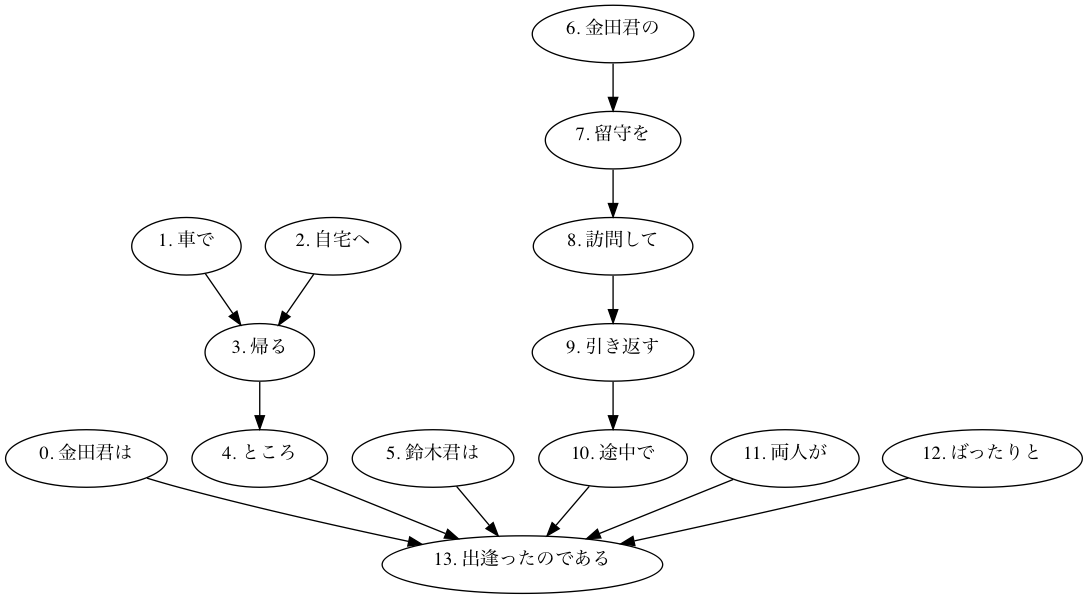 6. 金田君の
7. 留守を
1. 車で
2. 自宅へ
8. 訪問して
3. 帰る
9. 引き返す
0. 金田君は
4. ところ
5. 鈴木君は
10. 途中で
11. 両人が
12. ばったりと
13. 出逢ったのである